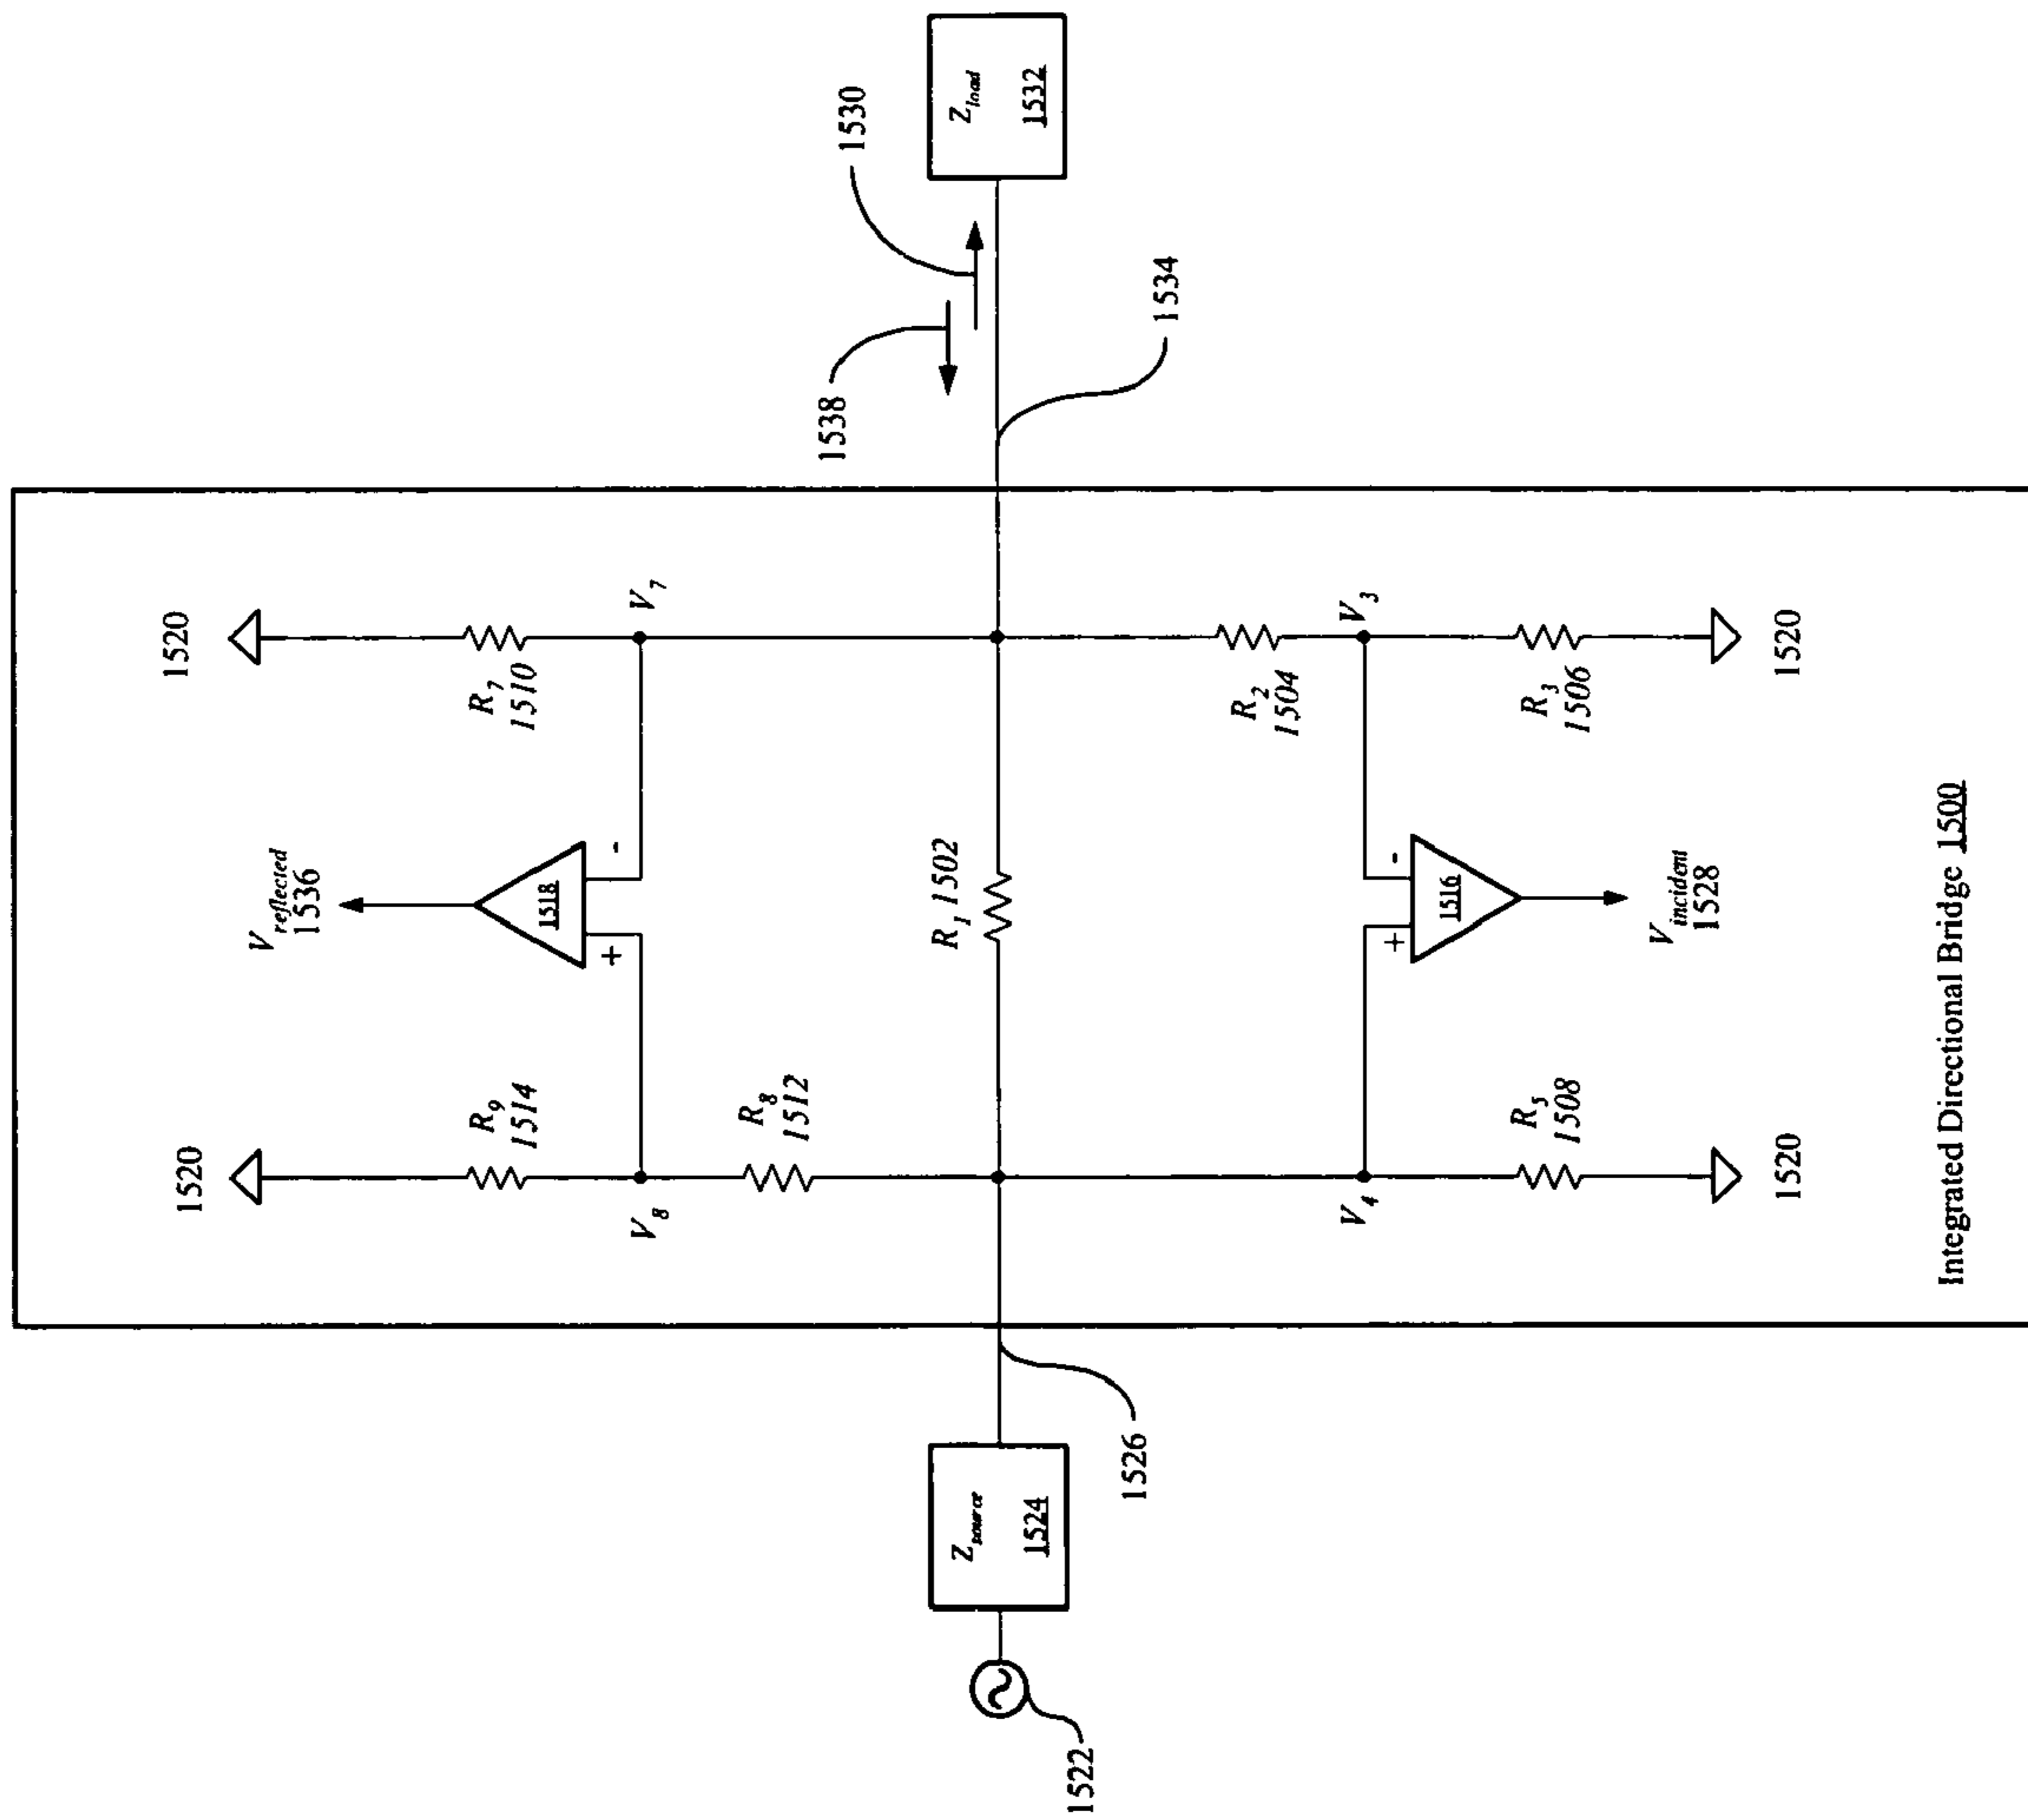 1520
1520
V reflected
1536
R9
1514
R7
1510
1518
+
-
V8
V7
R8
1512
R1 1502
1538
1530
Zsource
1524
Zload
1532
1522
1526
1534
R2
1504
V4
V3
+
-
1516
R5
1508
R3
1506
V incident
1528
1520
1520
Integrated Directional Bridge 1500